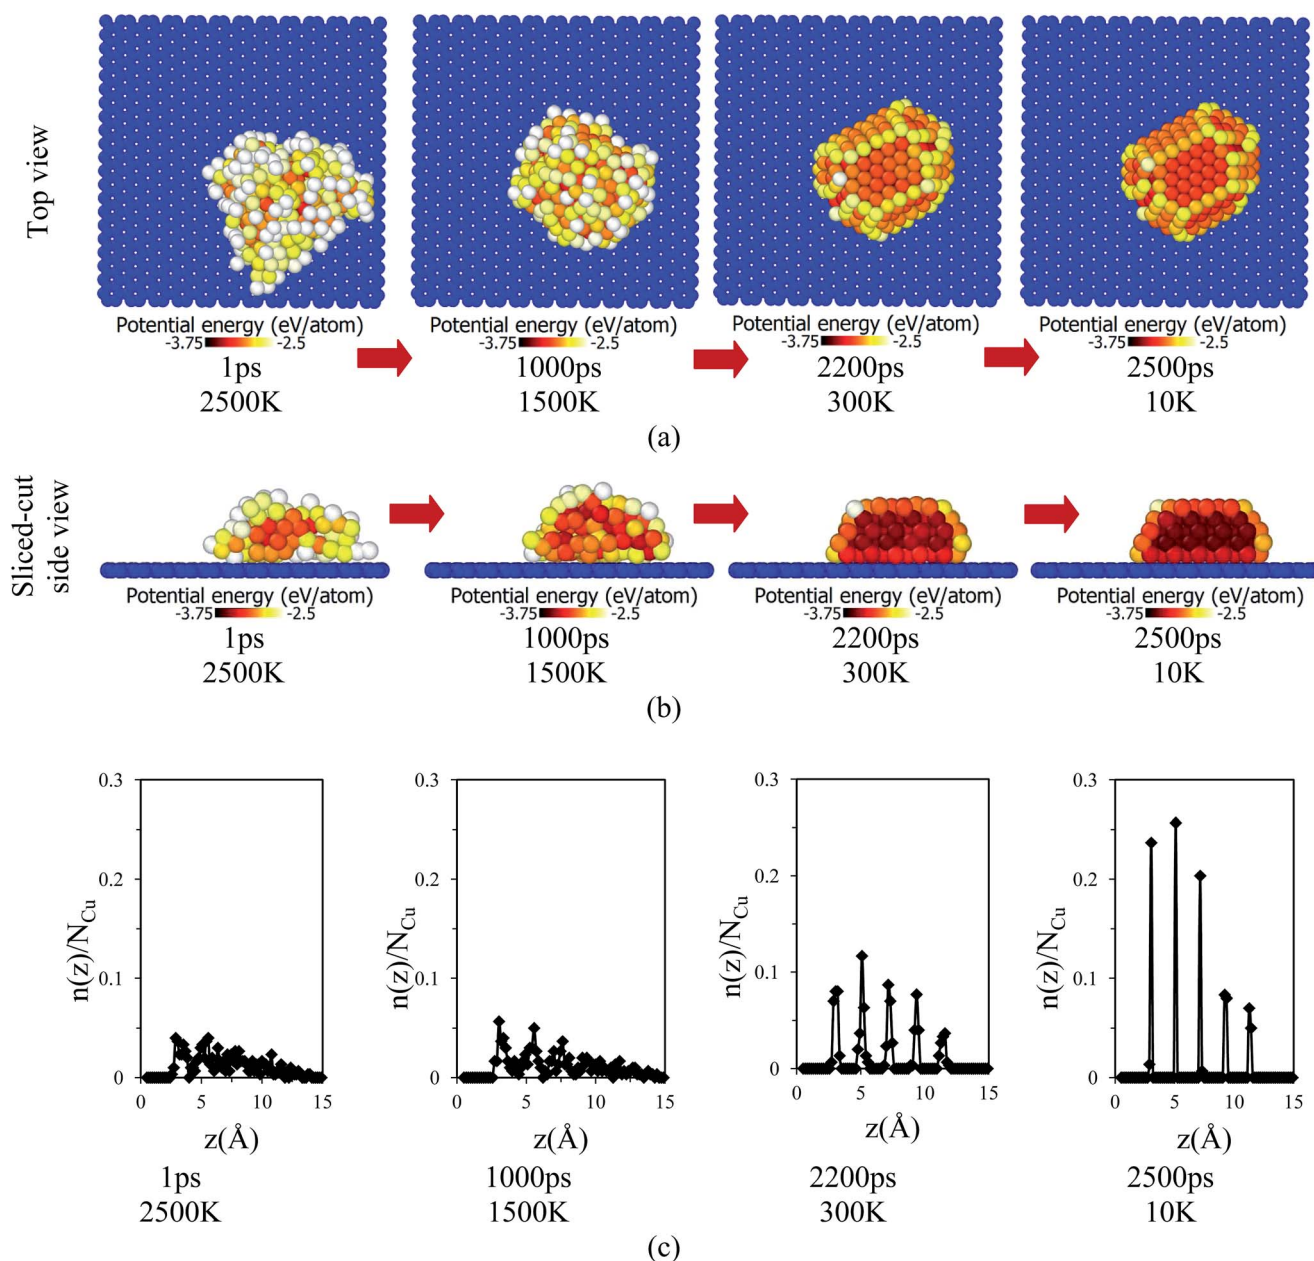 Top view
Potential energy (eV/atom) Potential energy (eV/atom) Potential energy (eV/atom) Potential energy (eV/atom)
-3.75 -2.5 -3.75 -2.5 -3.75 -2.5 -3.75 -2.5
1ps 1000ps 2200ps 2500ps
2500K 1500K 300K 10K
(a)
Sliced-cut
side view
Potential energy (eV/atom) Potential energy (eV/atom) Potential energy (eV/atom) Potential energy (eV/atom)
-3.75 -2.5 -3.75 -2.5 -3.75 -2.5 -3.75 -2.5
1ps 1000ps 2200ps 2500ps
2500K 1500K 300K 10K
(b)
0.3 0.3 0.3 0.3
0.2 0.2 0.2 0.2
n(z)/NCu n(z)/NCu n(z)/NCu n(z)/NCu
0.1 0.1 0.1 0.1
0 0 0 0
0 5 10 15 0 5 10 15 0 5 10 15 0 5 10 15
z(Å) z(Å) z(Å) z(Å)
1ps 1000ps 2200ps 2500ps
2500K 1500K 300K 10K
(c)